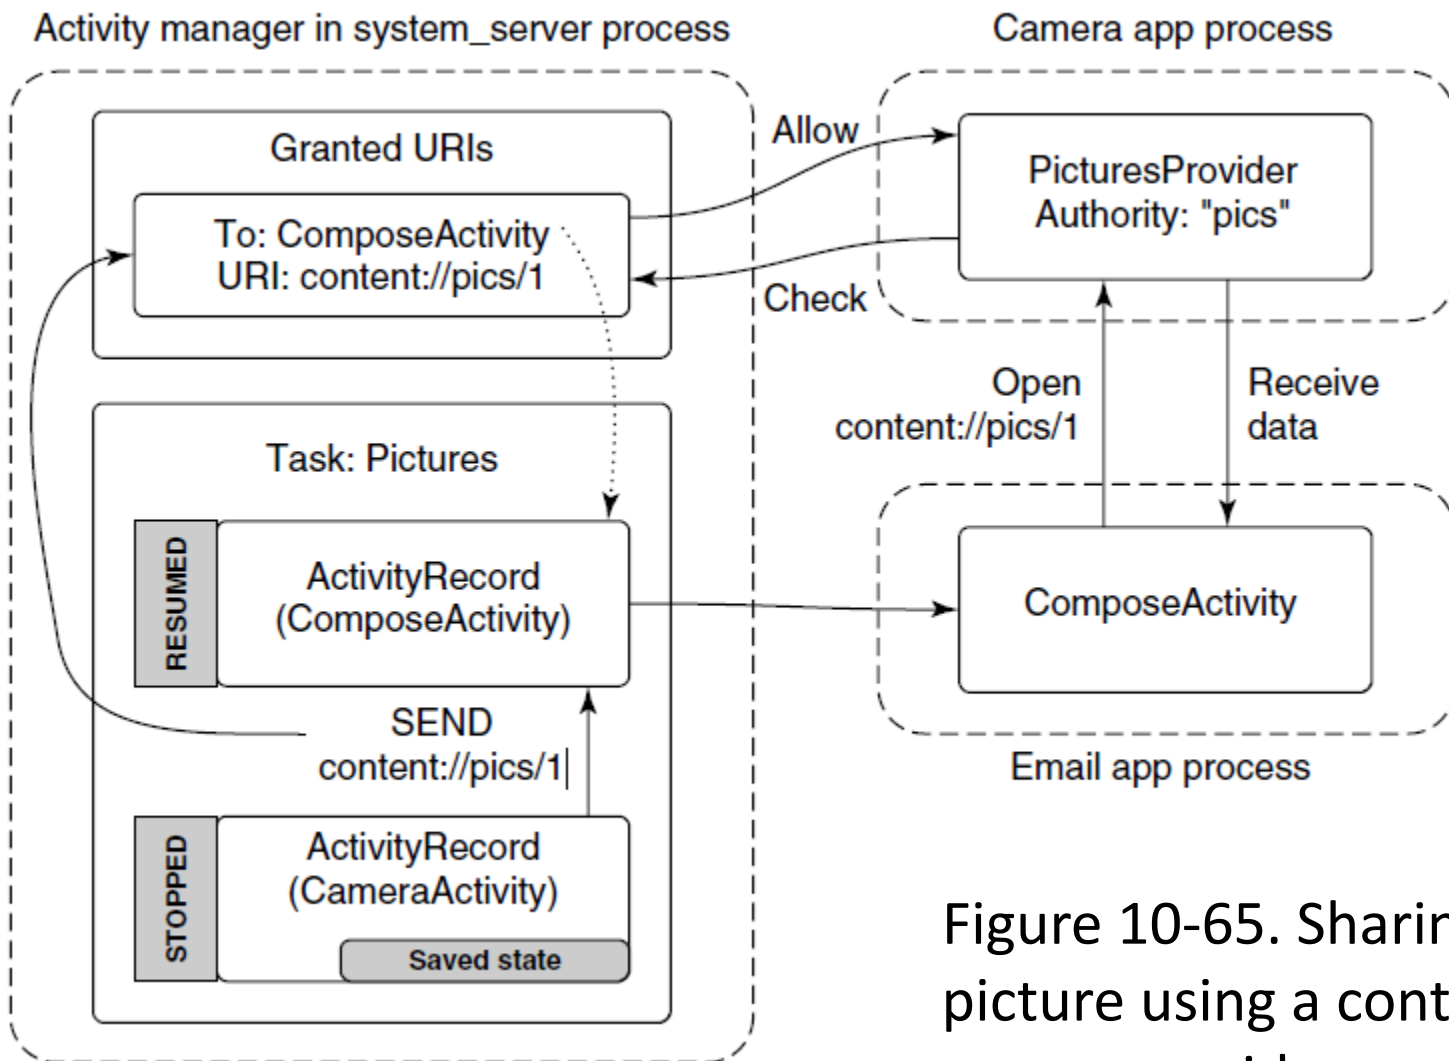 Activity manager in system_server process
Camera app process
Granted URIs
To: ComposeActivity
URI: content://pics/1
Allow
Check
PicturesProvider
Authority: "pics"
Open
content://pics/1
Receive
data
Task: Pictures
RESUMED
ActivityRecord
(ComposeActivity)
ComposeActivity
SEND
content://pics/1
Email app process
STOPPED
ActivityRecord
(CameraActivity)
Saved state
Figure 10-65.
picture using a